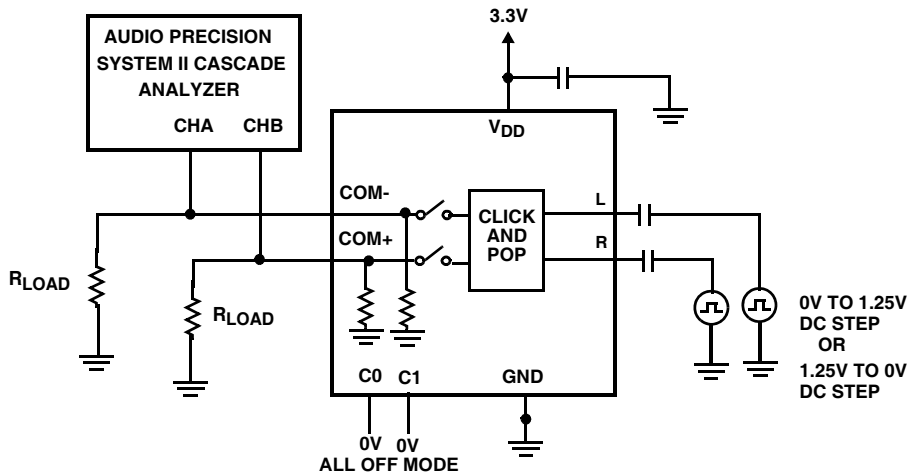 3.3V
AUDIO PRECISION
SYSTEM II CASCADE
ANALYZER
CHA CHB
VDD
COM-
L
CLICK
AND
POP
COM+
R
RLOAD
RLOAD
0V TO 1.25V
DC STEP
OR
1.25V TO 0V
DC STEP
C0 C1 GND
0V 0V
ALL OFF MODE